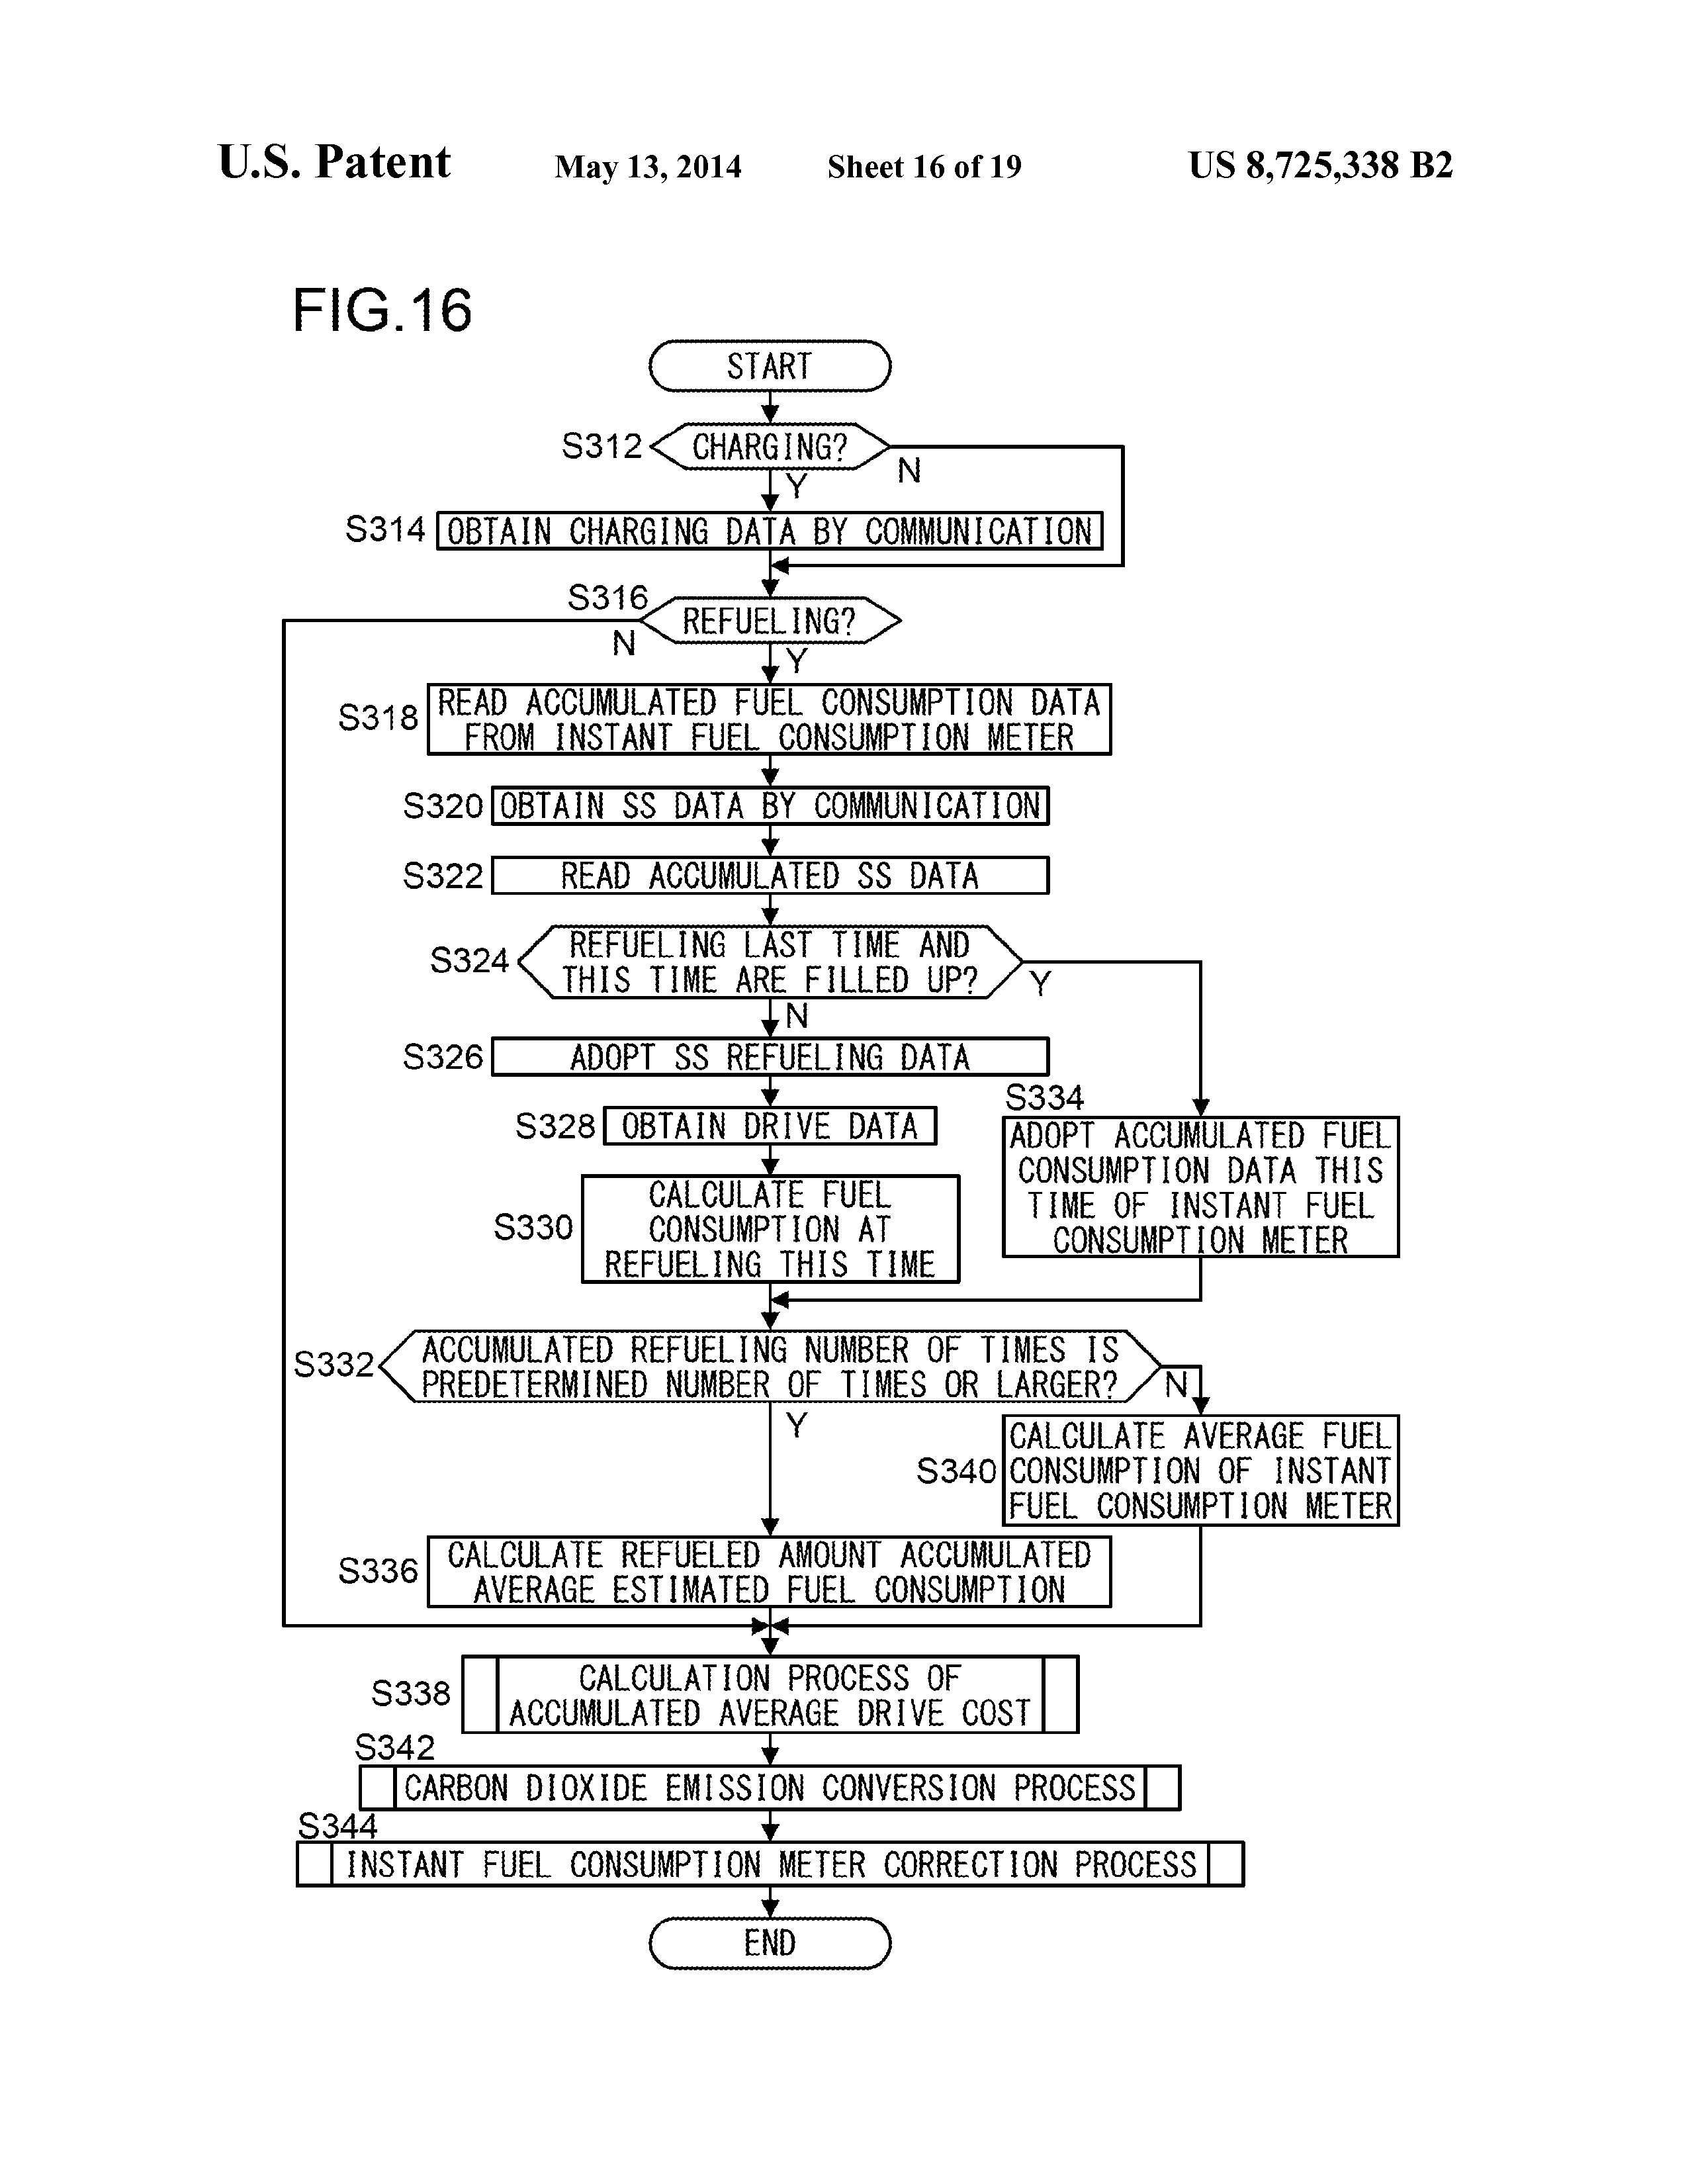 U.S. Patent May 13, 2014 Sheet 16 of 19 US 8,725,338 B2
FIG.16
START
S312 CHARGING?
N
Y
S314 OBTAIN CHARGING DATA BY COMMUNICATION
S316 REFUELING?
N
Y
S318 READ ACCUMULATED FUEL CONSUMPTION DATA
FROM INSTANT FUEL CONSUMPTION METER
S320 OBTAIN SS DATA BY COMMUNICATION
S322 READ ACCUMULATED SS DATA
S324 REFUELING LAST TIME AND
THIS TIME ARE FILLED UP?
Y
N
S326 ADOPT SS REFUELING DATA
S328 OBTAIN DRIVE DATA
S330 CALCULATE FUEL
CONSUMPTION AT
REFUELING THIS TIME
S334
ADOPT ACCUMULATED FUEL
CONSUMPTION DATA THIS
TIME OF INSTANT FUEL
CONSUMPTION METER
S332 ACCUMULATED REFUELING NUMBER OF TIMES IS
PREDETERMINED NUMBER OF TIMES OR LARGER?
N
Y
S340 CALCULATE AVERAGE FUEL
CONSUMPTION OF INSTANT
FUEL CONSUMPTION METER
S336 CALCULATE REFUELED AMOUNT ACCUMULATED
AVERAGE ESTIMATED FUEL CONSUMPTION
S338 CALCULATION PROCESS OF
ACCUMULATED AVERAGE DRIVE COST
S342
CARBON DIOXIDE EMISSION CONVERSION PROCESS
S344
INSTANT FUEL CONSUMPTION METER CORRECTION PROCESS
END